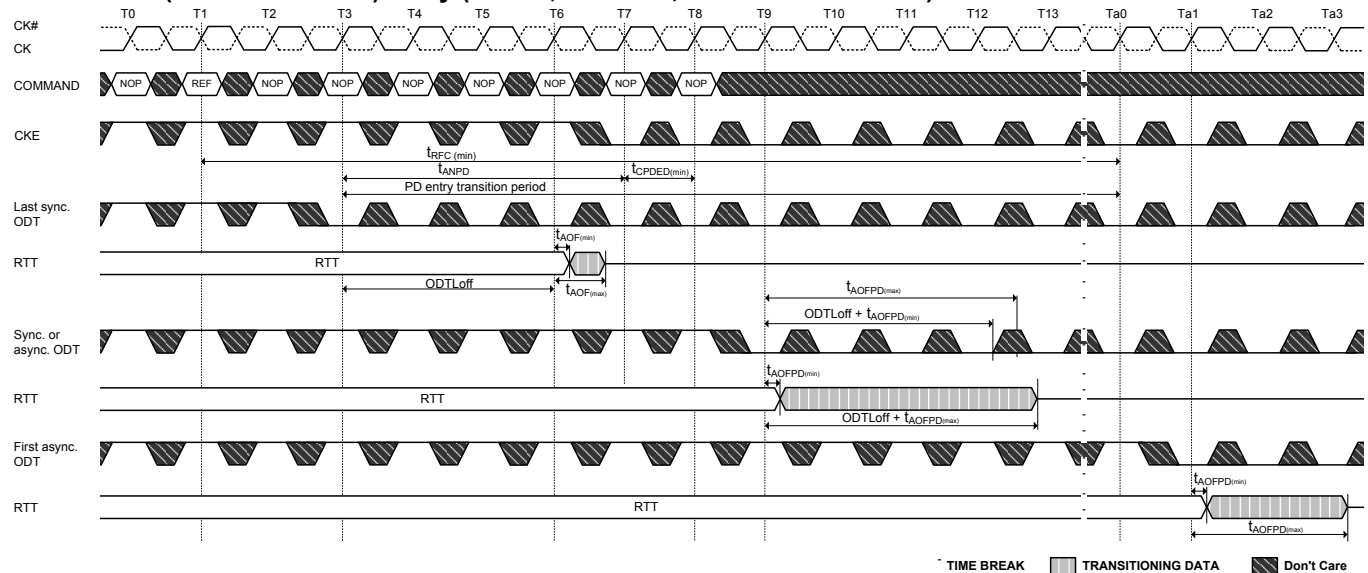 T0 T1 T2 T3 T4 T5 T6 T7 T8 T9 T10 T11 T12 T13 Ta0 Ta1 Ta2 Ta3
CK#
CK
COMMAND NOP REF NOP NOP NOP NOP NOP NOP NOP
CKE
tRFC (min)
tANPD tCPDED(min)
PD entry transition period
Last sync.
ODT
tAOF(min)
RTT RTT
ODTLoff tAOF(max)
tAOFPD(max)
ODTLoff + tAOFPD(min)
Sync. or
async. ODT
tAOFPD(min)
RTT RTT
ODTLoff + tAOFPD(max)
First async.
ODT
tAOFPD(min)
RTT RTT
tAOFPD(max)
TIME BREAK TRANSITIONING DATA Don't Care